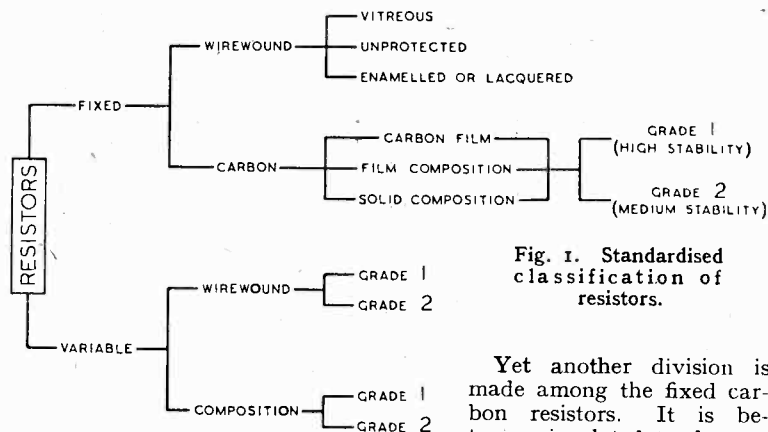 RESISTORS
FIXED
WIREWOUND
VITREOUS
UNPROTECTED
ENAMELLED OR LACQUERED
CARBON
CARBON FILM
FILM COMPOSITION
SOLID COMPOSITION
GRADE 1
(HIGH STABILITY)
GRADE 2
(MEDIUM STABILITY)
VARIABLE
WIREWOUND
GRADE 1
GRADE 2
COMPOSITION
GRADE 1
GRADE 2
Fig. 1. Standardised
classification of
resistors.
Yet another division is
made among the fixed car-
bon resistors. It is be-